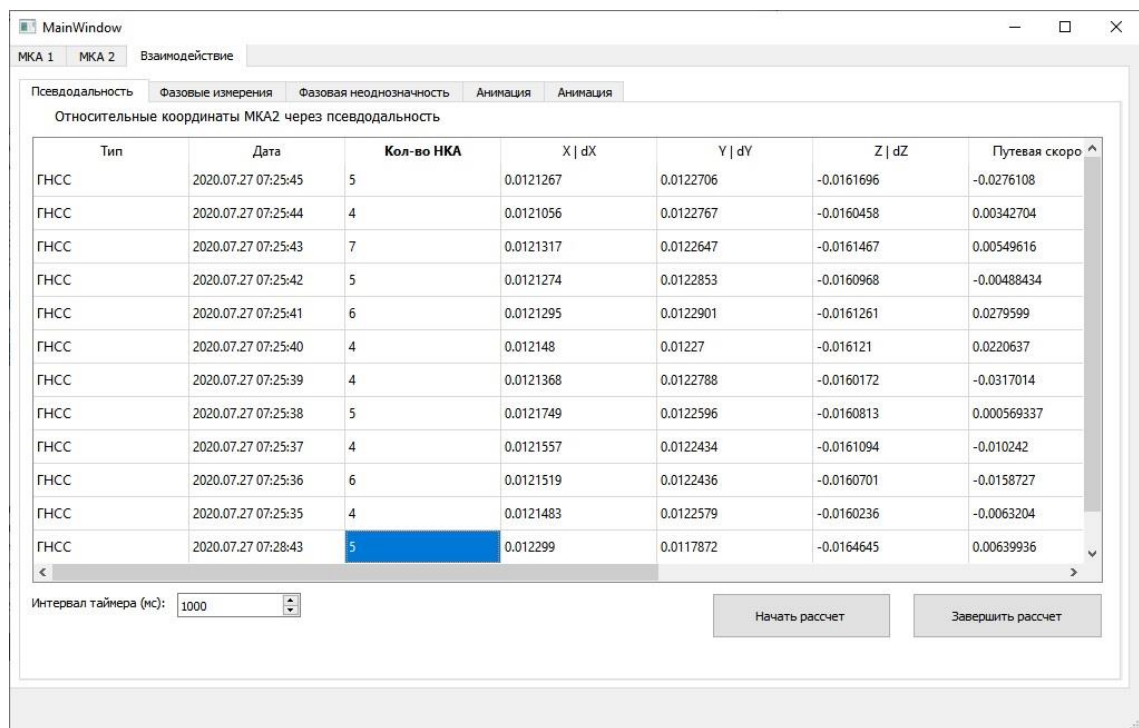 MainWindow
МКА 1 МКА 2 Взаимодействие
Псевдодальность Фазовые измерения Фазовая неоднозначность Анимация Анимация
Относительные координаты МКА2 через псевдодальность
Тип Дата Кол-во НКА X | dX Y | dY Z | dZ Путевая скоро
ГНСС 2020.07.27 07:25:45 5 0.0121267 0.0122706 -0.0161696 -0.0276108
ГНСС 2020.07.27 07:25:44 4 0.0121056 0.0122767 -0.0160458 0.00342704
ГНСС 2020.07.27 07:25:43 7 0.0121317 0.0122647 -0.0161467 0.00549616
ГНСС 2020.07.27 07:25:42 5 0.0121274 0.0122853 -0.0160968 -0.00488434
ГНСС 2020.07.27 07:25:41 6 0.0121295 0.0122901 -0.0161261 0.0279599
ГНСС 2020.07.27 07:25:40 4 0.012148 0.01227 -0.016121 0.0220637
ГНСС 2020.07.27 07:25:39 4 0.0121368 0.0122788 -0.0160172 -0.0317014
ГНСС 2020.07.27 07:25:38 5 0.0121749 0.0122596 -0.0160813 0.000569337
ГНСС 2020.07.27 07:25:37 4 0.0121557 0.0122434 -0.0161094 -0.010242
ГНСС 2020.07.27 07:25:36 6 0.0121519 0.0122436 -0.0160701 -0.0158727
ГНСС 2020.07.27 07:25:35 4 0.0121483 0.0122579 -0.0160236 -0.0063204
ГНСС 2020.07.27 07:28:43 5 0.012299 0.0117872 -0.0164645 0.00639936
Интервал таймера (мс): 1000 Начать рассчет Завершить рассчет